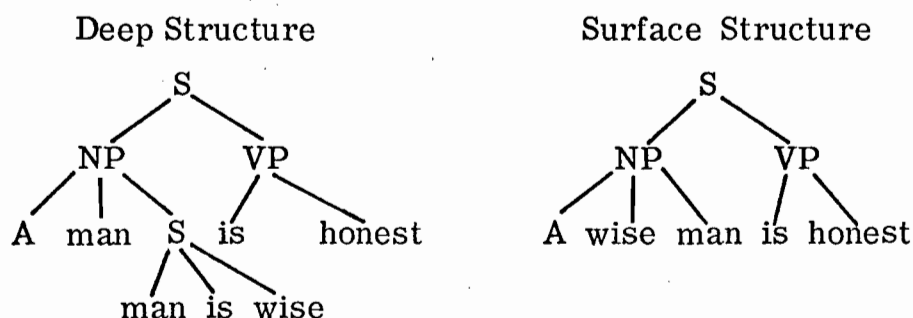 Deep Structure Surface Structure
S S
NP VP NP VP
A man S is honest A wise man is honest
man is wise